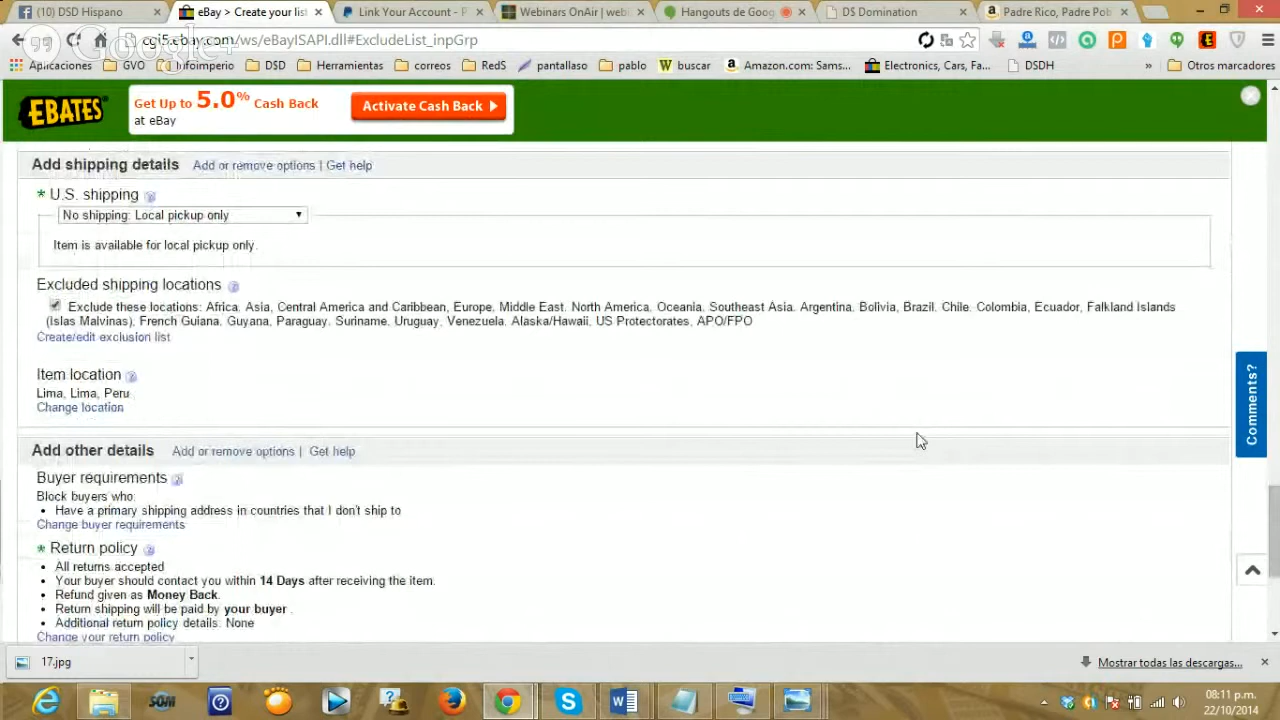 DSD Hispano
eBay > Create your list
Link Your Account - P
Webinars OnAir | webi
Hangouts de Goog
DS Domination
Padre Rico, Padre Pob
Google+
cgi5.ebay.com/ws/eBayISAPI.dll#ExcludeList_inpGrp
Aplicaciones
GVO
Infoimperio
DSD
Herramientas
correos
RedS
pantallaso
pablo
buscar
Amazon.com: Sams...
Electronics, Cars, Fa...
DSDH
»
Otros marcadores
EBATES
Get Up to 5.0% Cash Back
at eBay
Activate Cash Back
Add shipping details Add or remove options | Get help
* U.S. shipping
No shipping: Local pickup only
Item is available for local pickup only.
Excluded shipping locations
Exclude these locations: Africa, Asia, Central America and Caribbean, Europe, Middle East, North America, Oceania, Southeast Asia, Argentina, Bolivia, Brazil, Chile, Colombia, Ecuador, Falkland Islands
(Islas Malvinas), French Guiana, Guyana, Paraguay, Suriname, Uruguay, Venezuela, Alaska/Hawaii, US Protectorates, APO/FPO
Create/edit exclusion list
Item location
Lima, Lima, Peru
Change location
Comments?
Add other details Add or remove options | Get help
Buyer requirements
Block buyers who:
• Have a primary shipping address in countries that I don't ship to
Change buyer requirements
* Return policy
• All returns accepted
• Your buyer should contact you within 14 Days after receiving the item.
• Refund given as Money Back.
• Return shipping will be paid by your buyer .
• Additional return policy details: None
Change your return policy
17.jpg
Mostrar todas las descargas...
SOM
08:11 p.m.
22/10/2014